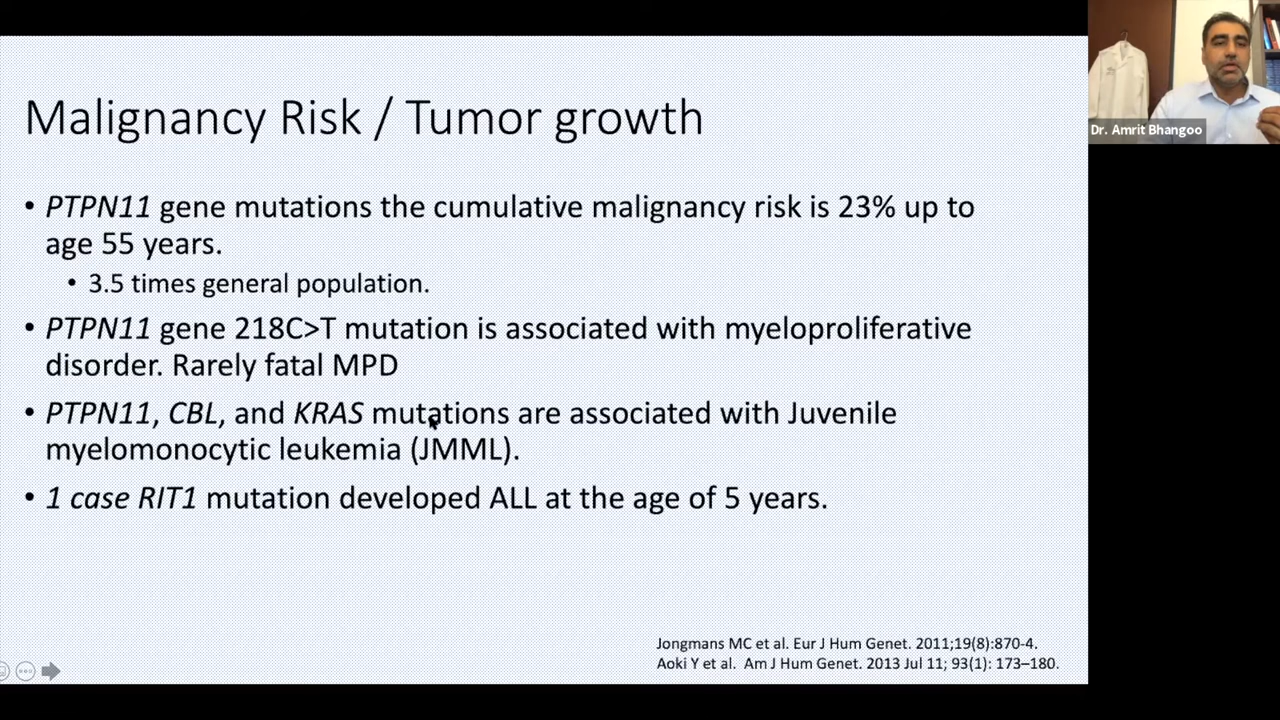 Malignancy Risk / Tumor growth
• PTPN11 gene mutations the cumulative malignancy risk is 23% up to
age 55 years.
• 3.5 times general population.
• PTPN11 gene 218C>T mutation is associated with myeloproliferative
disorder. Rarely fatal MPD
• PTPN11, CBL, and KRAS mutations are associated with Juvenile
myelomonocytic leukemia (JMML).
• 1 case RIT1 mutation developed ALL at the age of 5 years.
Jongmans MC et al. Eur J Hum Genet. 2011;19(8):870-4.
Aoki Y et al. Am J Hum Genet. 2013 Jul 11; 93(1): 173–180.
Dr. Amrit Bhangoo